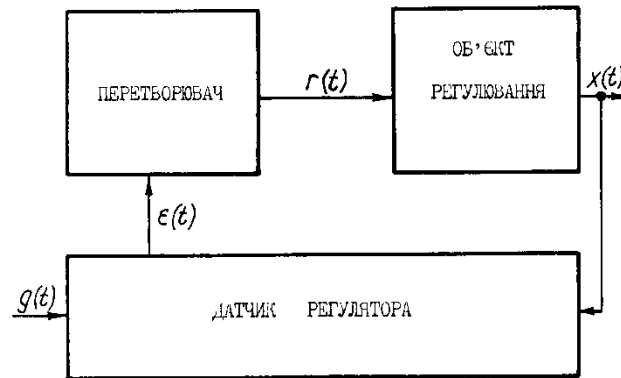 ОБ'ЄКТ
ПЕРЕТВОРЮВАЧ r(t) РЕГУЛЮВАННЯ x(t)
ε(t)
g(t) ДАТЧИК РЕГУЛЯТОРА